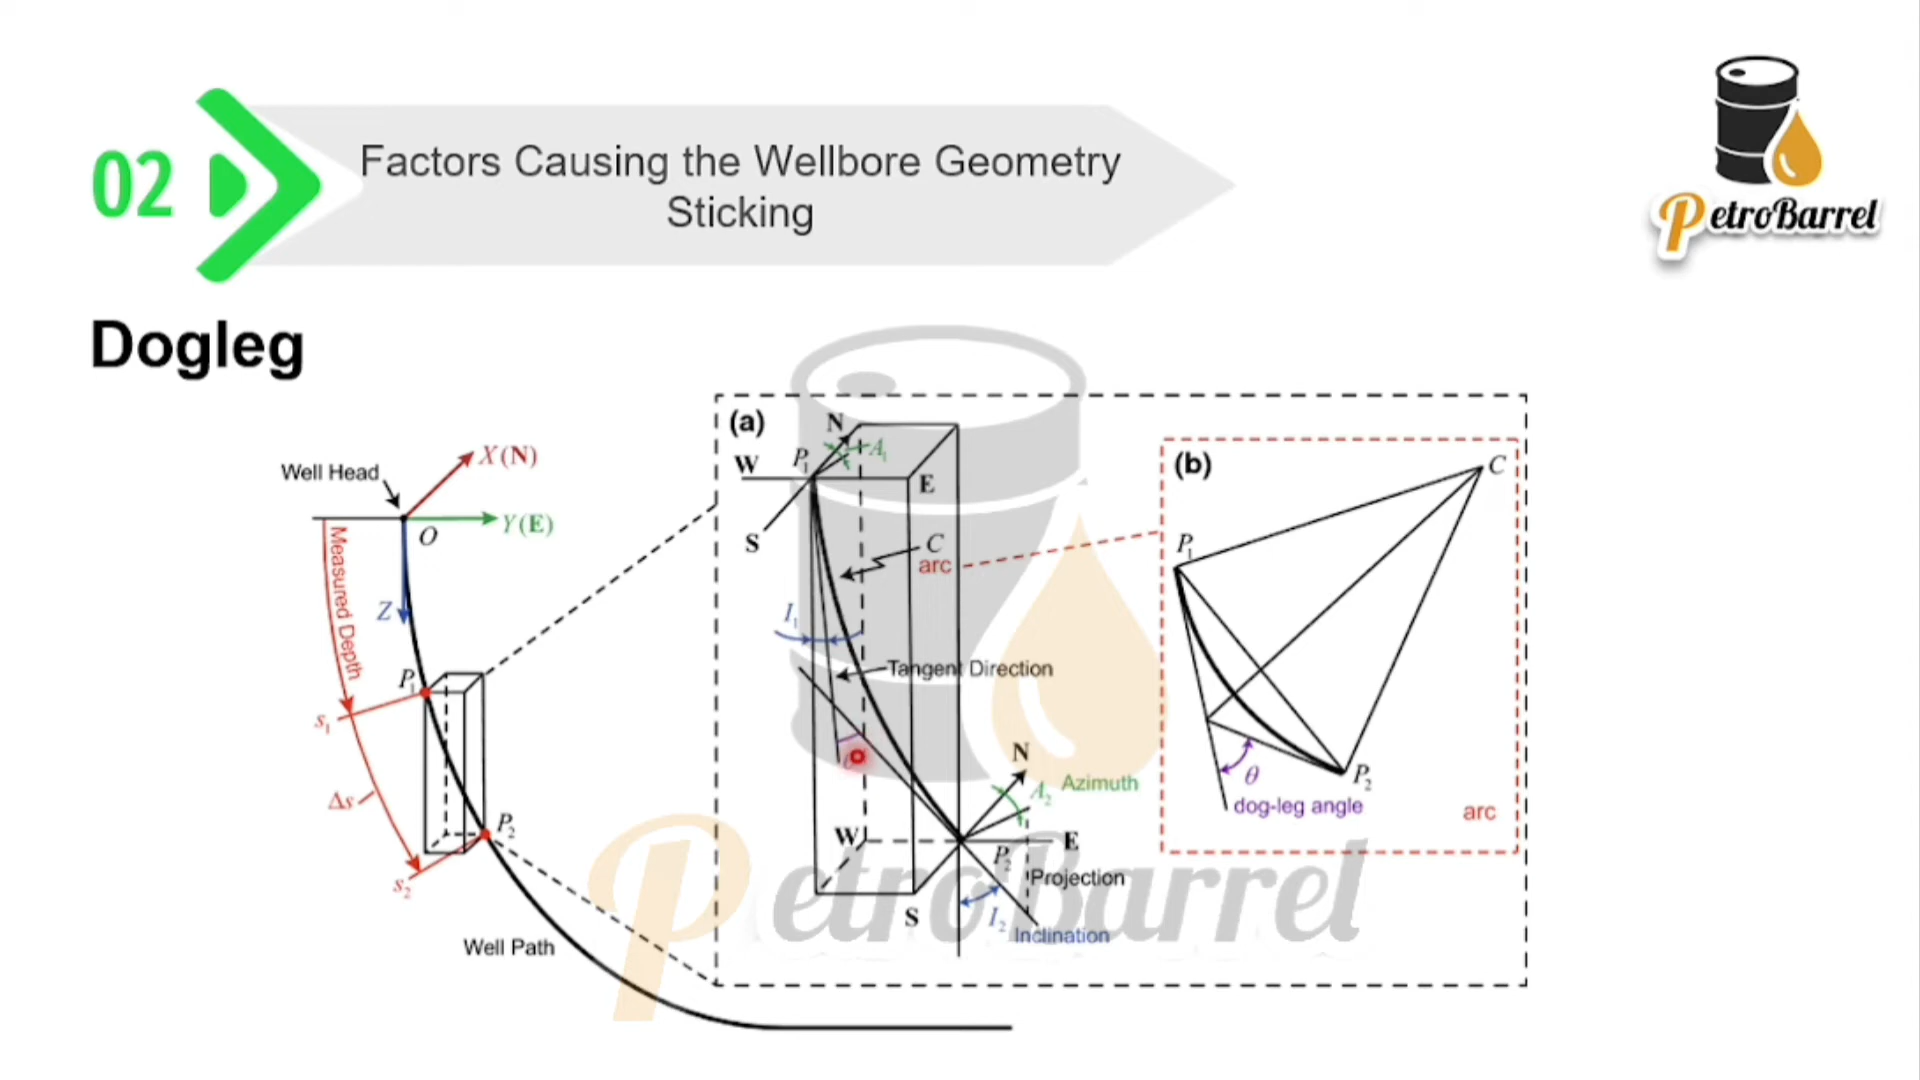 02
Factors Causing the Wellbore Geometry
Sticking
PetroBarrel
Dogleg
Well Head
X(N)
Y(E)
O
Z
Measured Depth
P1
s1
Δs
P2
s2
Well Path
(a)
N
A1
W
P1
E
S
C
arc
I1
Tangent Direction
N
A2
Azimuth
W
E
P2
Projection
S
I2
Inclination
(b)
C
P1
θ
P2
dog-leg angle
arc
PetroBarrel